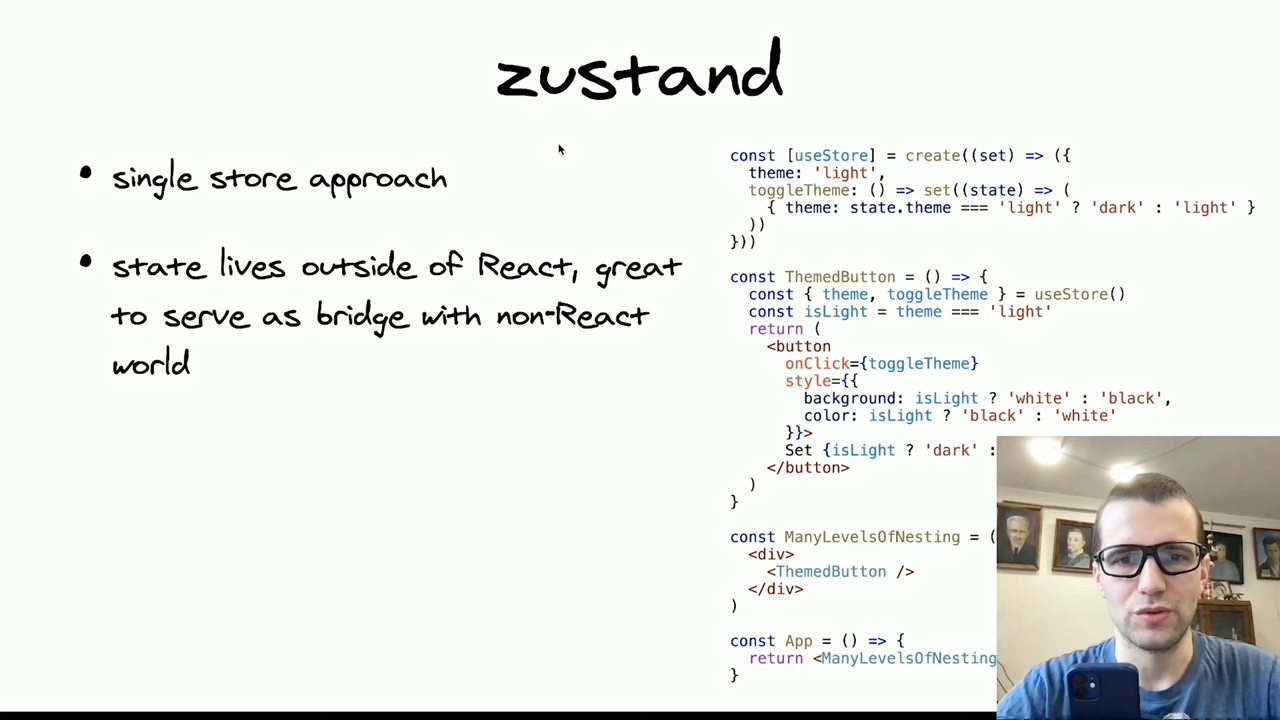 zustand
• single store approach
• state lives outside of React, great
to serve as bridge with non-React
world
const [useStore] = create((set) => ({
theme: 'light',
toggleTheme: () => set((state) => (
{ theme: state.theme === 'light' ? 'dark' : 'light' }
))
}))
const ThemedButton = () => {
const { theme, toggleTheme } = useStore()
const isLight = theme === 'light'
return (
<button
onClick={toggleTheme}
style={{
background: isLight ? 'white' : 'black',
color: isLight ? 'black' : 'white'
}}>
Set {isLight ? 'dark' :
</button>
)
}
const ManyLevelsOfNesting = (
<div>
<ThemedButton />
</div>
)
const App = () => {
return <ManyLevelsOfNesting
}